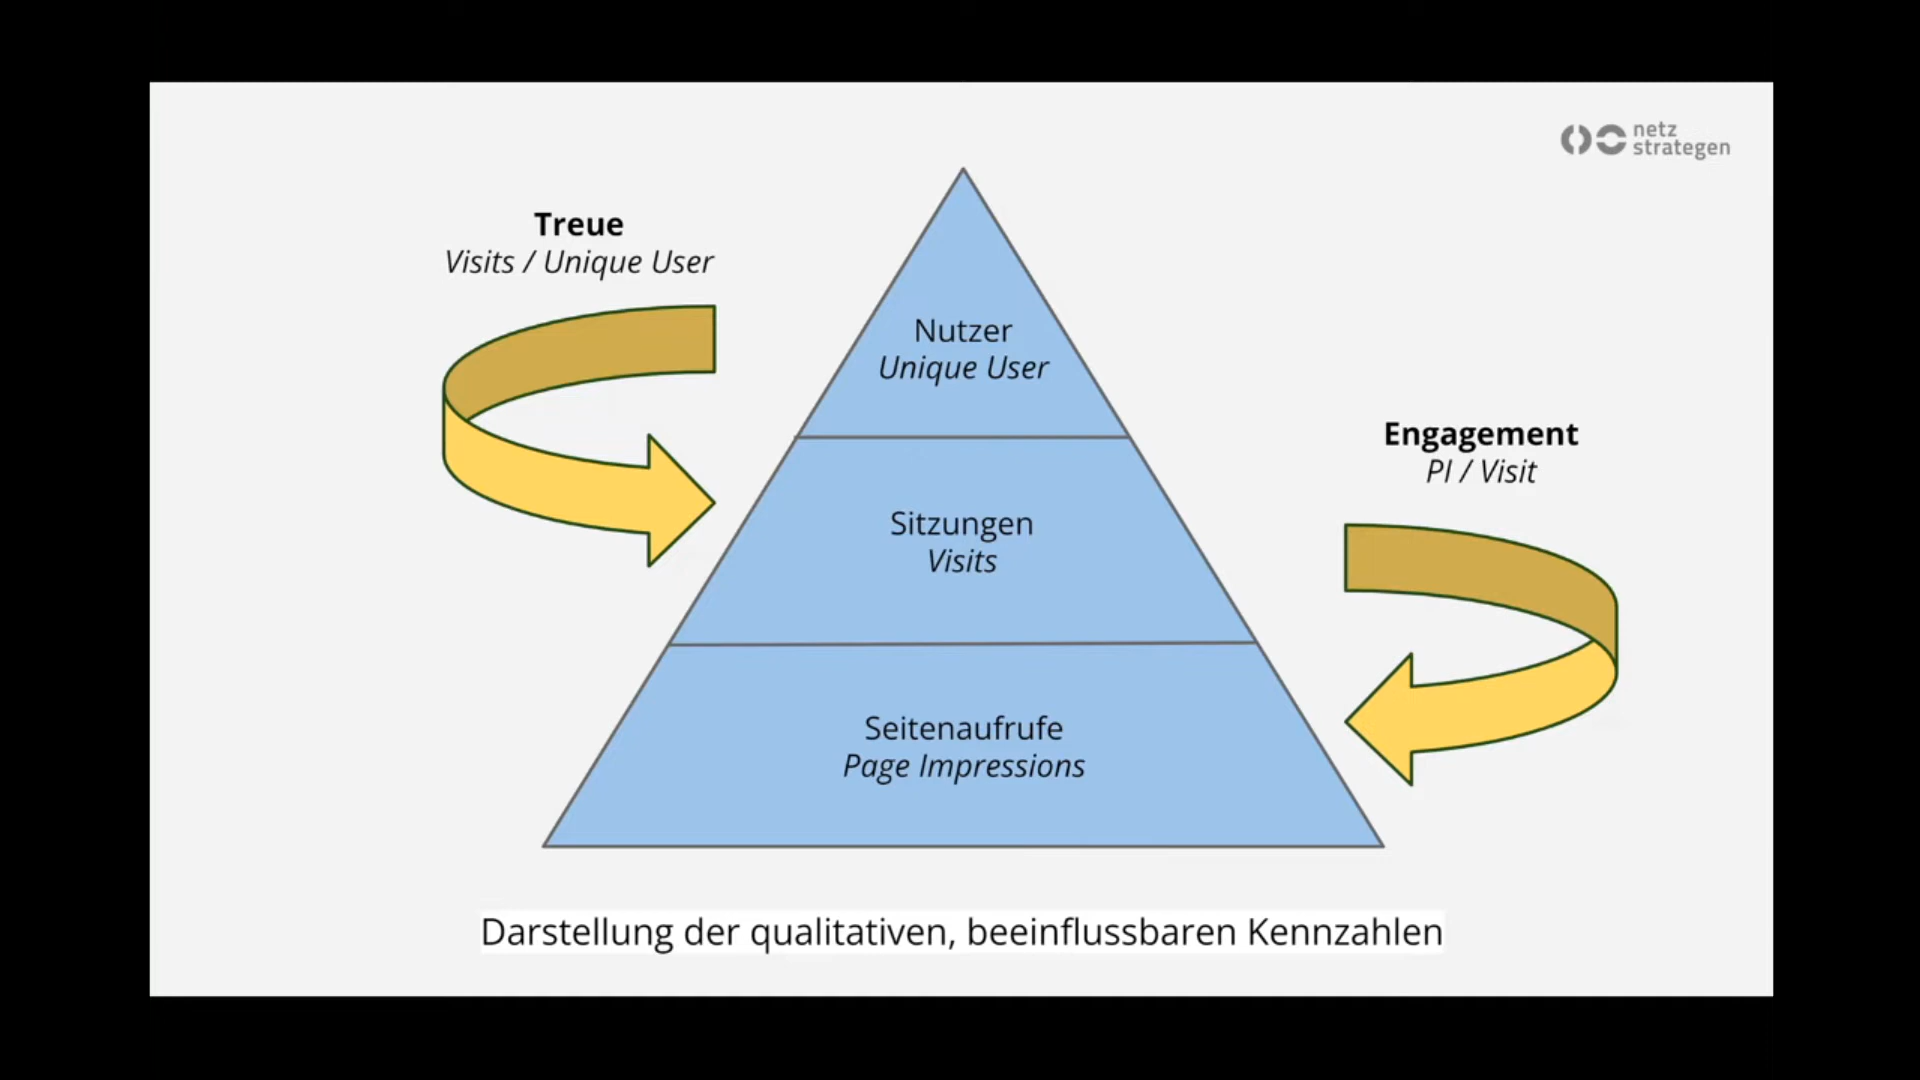 netz
strategen
Treue
Visits / Unique User
Nutzer
Unique User
Engagement
PI / Visit
Sitzungen
Visits
Seitenaufrufe
Page Impressions
Darstellung der qualitativen, beeinflussbaren Kennzahlen